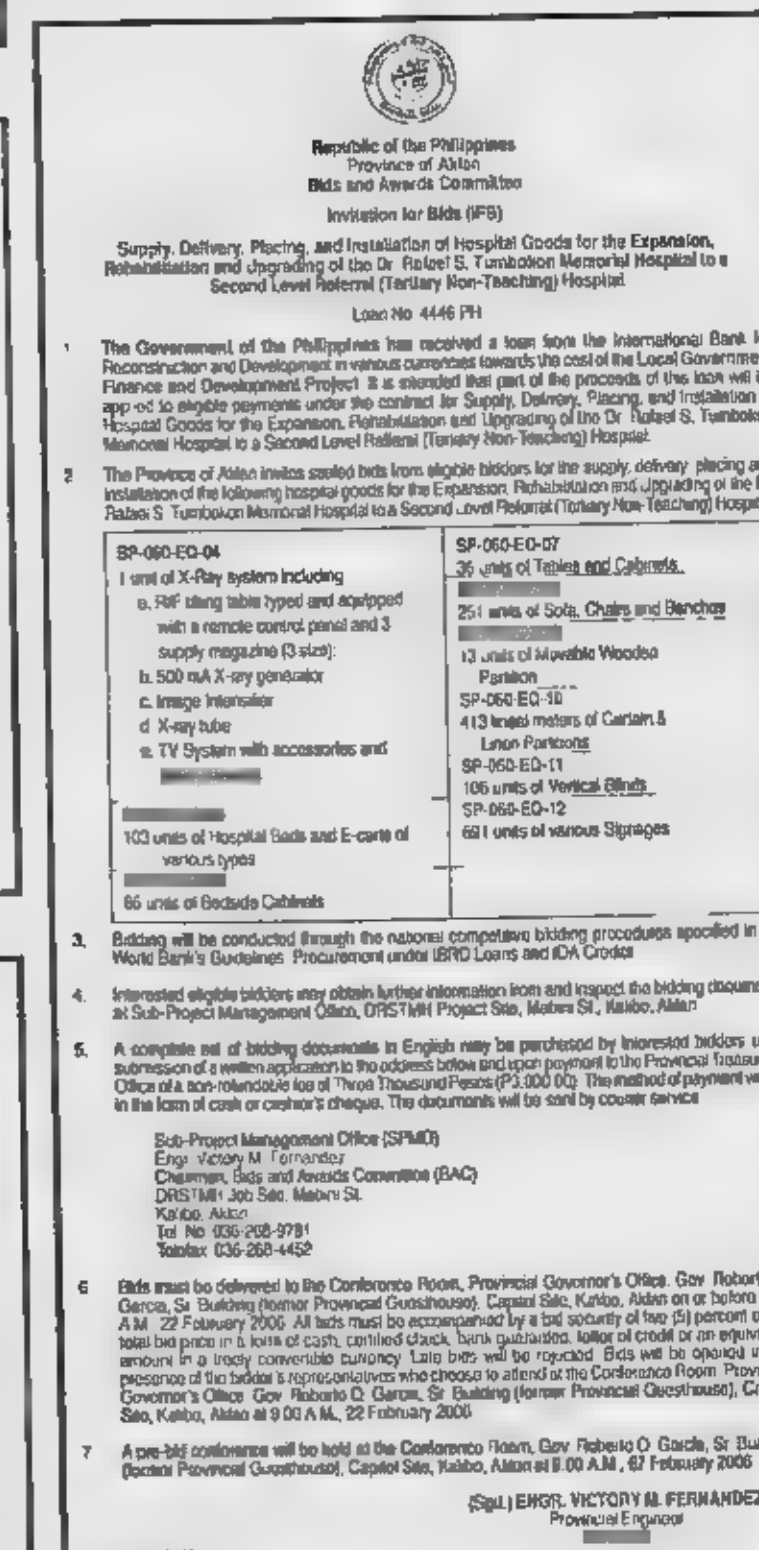 Republic of the Philippines
Province of Aklan
Bids and Awards Committee
Invitation for Bids (IFB)
Supply, Delivery, Placing, and Installation of Hospital Goods for the Expansion,
Rehabilitation and Upgrading of the Dr. Rafael S. Tumbokon Memorial Hospital to a
Second Level Referral (Tertiary Non-Teaching) Hospital
Loan No 4446 PH
1 The Government of the Philippines has received a loan from the International Bank
Reconstruction and Development in various currencies towards the cost of the Local
Finance and Development Project. It is intended that part of the proceeds of this loan will
applied to eligible payments under the contract for Supply, Delivery, Placing, and Installation
Hospital Goods for the Expansion, Rehabilitation and Upgrading of the Dr. Rafael S.
Memorial Hospital to a Second Level Referral (Tertiary Non-Teaching) Hospital.
2 The Province of Aklan invites sealed bids from eligible bidders for the supply, delivery placing
installation of the following hospital goods for the Expansion, Rehabilitation and Upgrading of the
Rafael S. Tumbokon Memorial Hospital to a Second Level Referral (Tertiary Non-Teaching)
SP-060-EQ-04
1 unit of X-Ray system including
a. R/F tilting table typed and equipped
with a remote control panel and 3
supply magazine (3 size):
b. 500 mA X-ray generator
c. Image Intensifier
d X-ray tube
e. TV System with accessories and
103 units of Hospital Beds and E-carts of
various types
86 units of Bedside Cabinets
SP-060-EQ-07
36 units of Tables and Cabinets
251 units of Sofa, Chairs and Benches
13 units of Movable Wooden
Partition
SP-060-EQ-10
413 lineal meters of Curtain &
Linen Partitions
SP-060-EQ-11
106 units of Vertical Blinds
SP-060-EQ-12
691 units of various Signages
3. Bidding will be conducted through the national competitive bidding procedures specified in
World Bank's Guidelines Procurement under IBRD Loans and IDA Credits
4. Interested eligible bidders may obtain further information from and inspect the bidding
at Sub-Project Management Office, DRSTMH Project Site, Mabini St., Kalibo, Aklan
5. A complete set of bidding documents in English may be purchased by interested bidders
submission of a written application to the address below and upon payment to the Provincial
Office of a non-refundable fee of Three Thousand Pesos (P3,000 00). The method of payment
in the form of cash or cashier's cheque. The documents will be sent by courier service
Sub-Project Management Office (SPMO)
Engr. Victory M. Fernandez
Chairman, Bids and Awards Committee (BAC)
DRSTMH Job Site, Mabini St.
Kalibo, Aklan
Tel No 036-268-9781
Telefax 036-268-4452
6 Bids must be delivered to the Conference Room, Provincial Governor's Office, Gov
Garcia, Sr. Building (former Provincial Guesthouse), Capitol Site, Kalibo, Aklan on or before
A.M 22 February 2006 All bids must be accompanied by a bid security of five (5) percent
total bid price in a form of cash, certified check, bank guarantee, letter of credit or an
amount in a freely convertible currency Late bids will be rejected Bids will be opened
presence of the bidder's representatives who choose to attend at the Conference Room
Governor's Office Gov Roberto Q. Garcia, Sr Building (former Provincial Guesthouse),
Site, Kalibo, Aklan at 9 00 A.M., 22 February 2006
7 A pre-bid conference will be held at the Conference Room, Gov. Roberto Q Garcia, Sr
(former Provincial Guesthouse), Capitol Site, Kalibo, Aklan at 9.00 A.M, 07 February 2006
(Sgd.) ENGR. VICTORY M. FERNANDEZ
Provincial Engineer